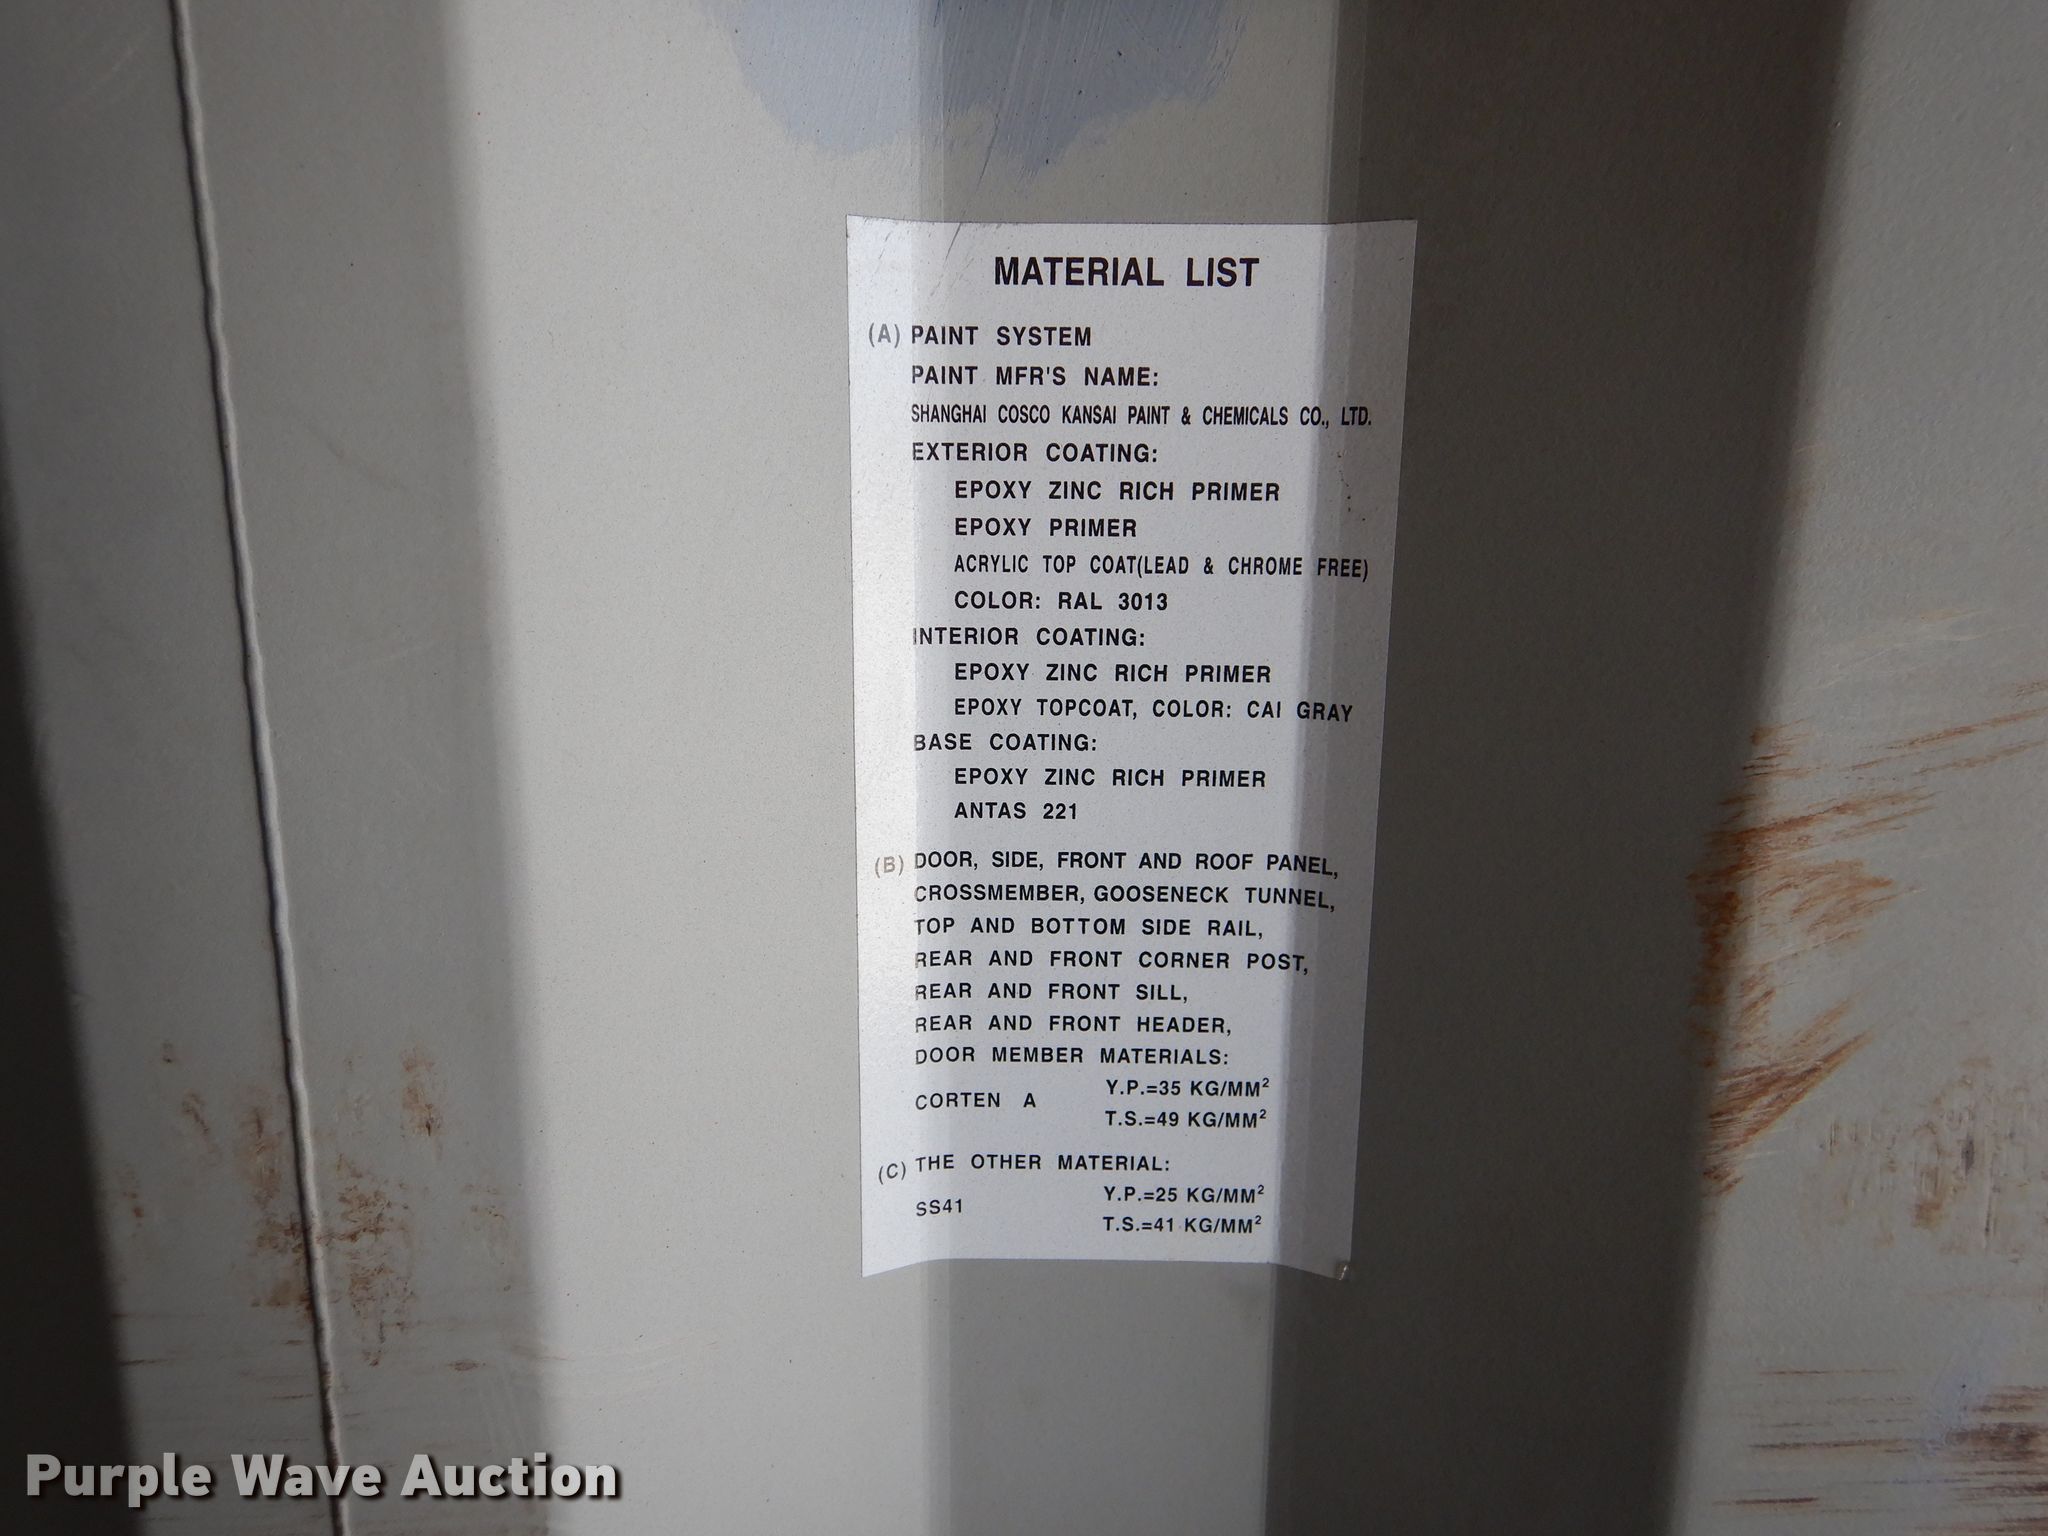 MATERIAL LIST
(A) PAINT SYSTEM
PAINT MFR'S NAME:
SHANGHAI COSCO KANSAI PAINT & CHEMICALS CO., LTD.
EXTERIOR COATING:
EPOXY ZINC RICH PRIMER
EPOXY PRIMER
ACRYLIC TOP COAT(LEAD & CHROME FREE)
COLOR: RAL 3013
INTERIOR COATING:
EPOXY ZINC RICH PRIMER
EPOXY TOPCOAT, COLOR: CAI GRAY
BASE COATING:
EPOXY ZINC RICH PRIMER
ANTAS 221
(B) DOOR, SIDE, FRONT AND ROOF PANEL,
CROSSMEMBER, GOOSENECK TUNNEL,
TOP AND BOTTOM SIDE RAIL,
REAR AND FRONT CORNER POST,
REAR AND FRONT SILL,
REAR AND FRONT HEADER,
DOOR MEMBER MATERIALS:
CORTEN A Y.P.=35 KG/MM²
T.S.=49 KG/MM²
(C) THE OTHER MATERIAL:
SS41 Y.P.=25 KG/MM²
T.S.=41 KG/MM²
Purple Wave Auction